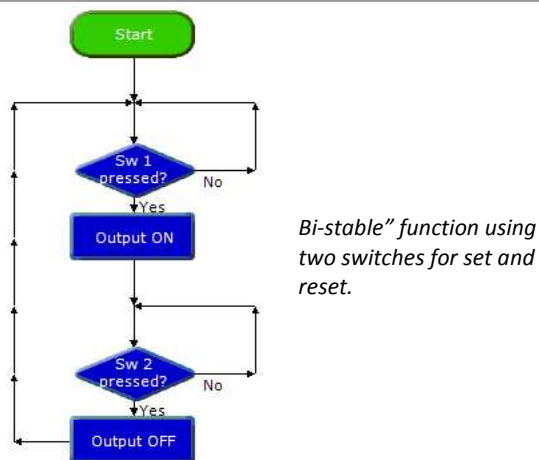 Start
Sw 1
pressed?
No
Yes
Output ON
Bi-stable” function using
two switches for set and
reset.
Sw 2
pressed?
No
Yes
Output OFF